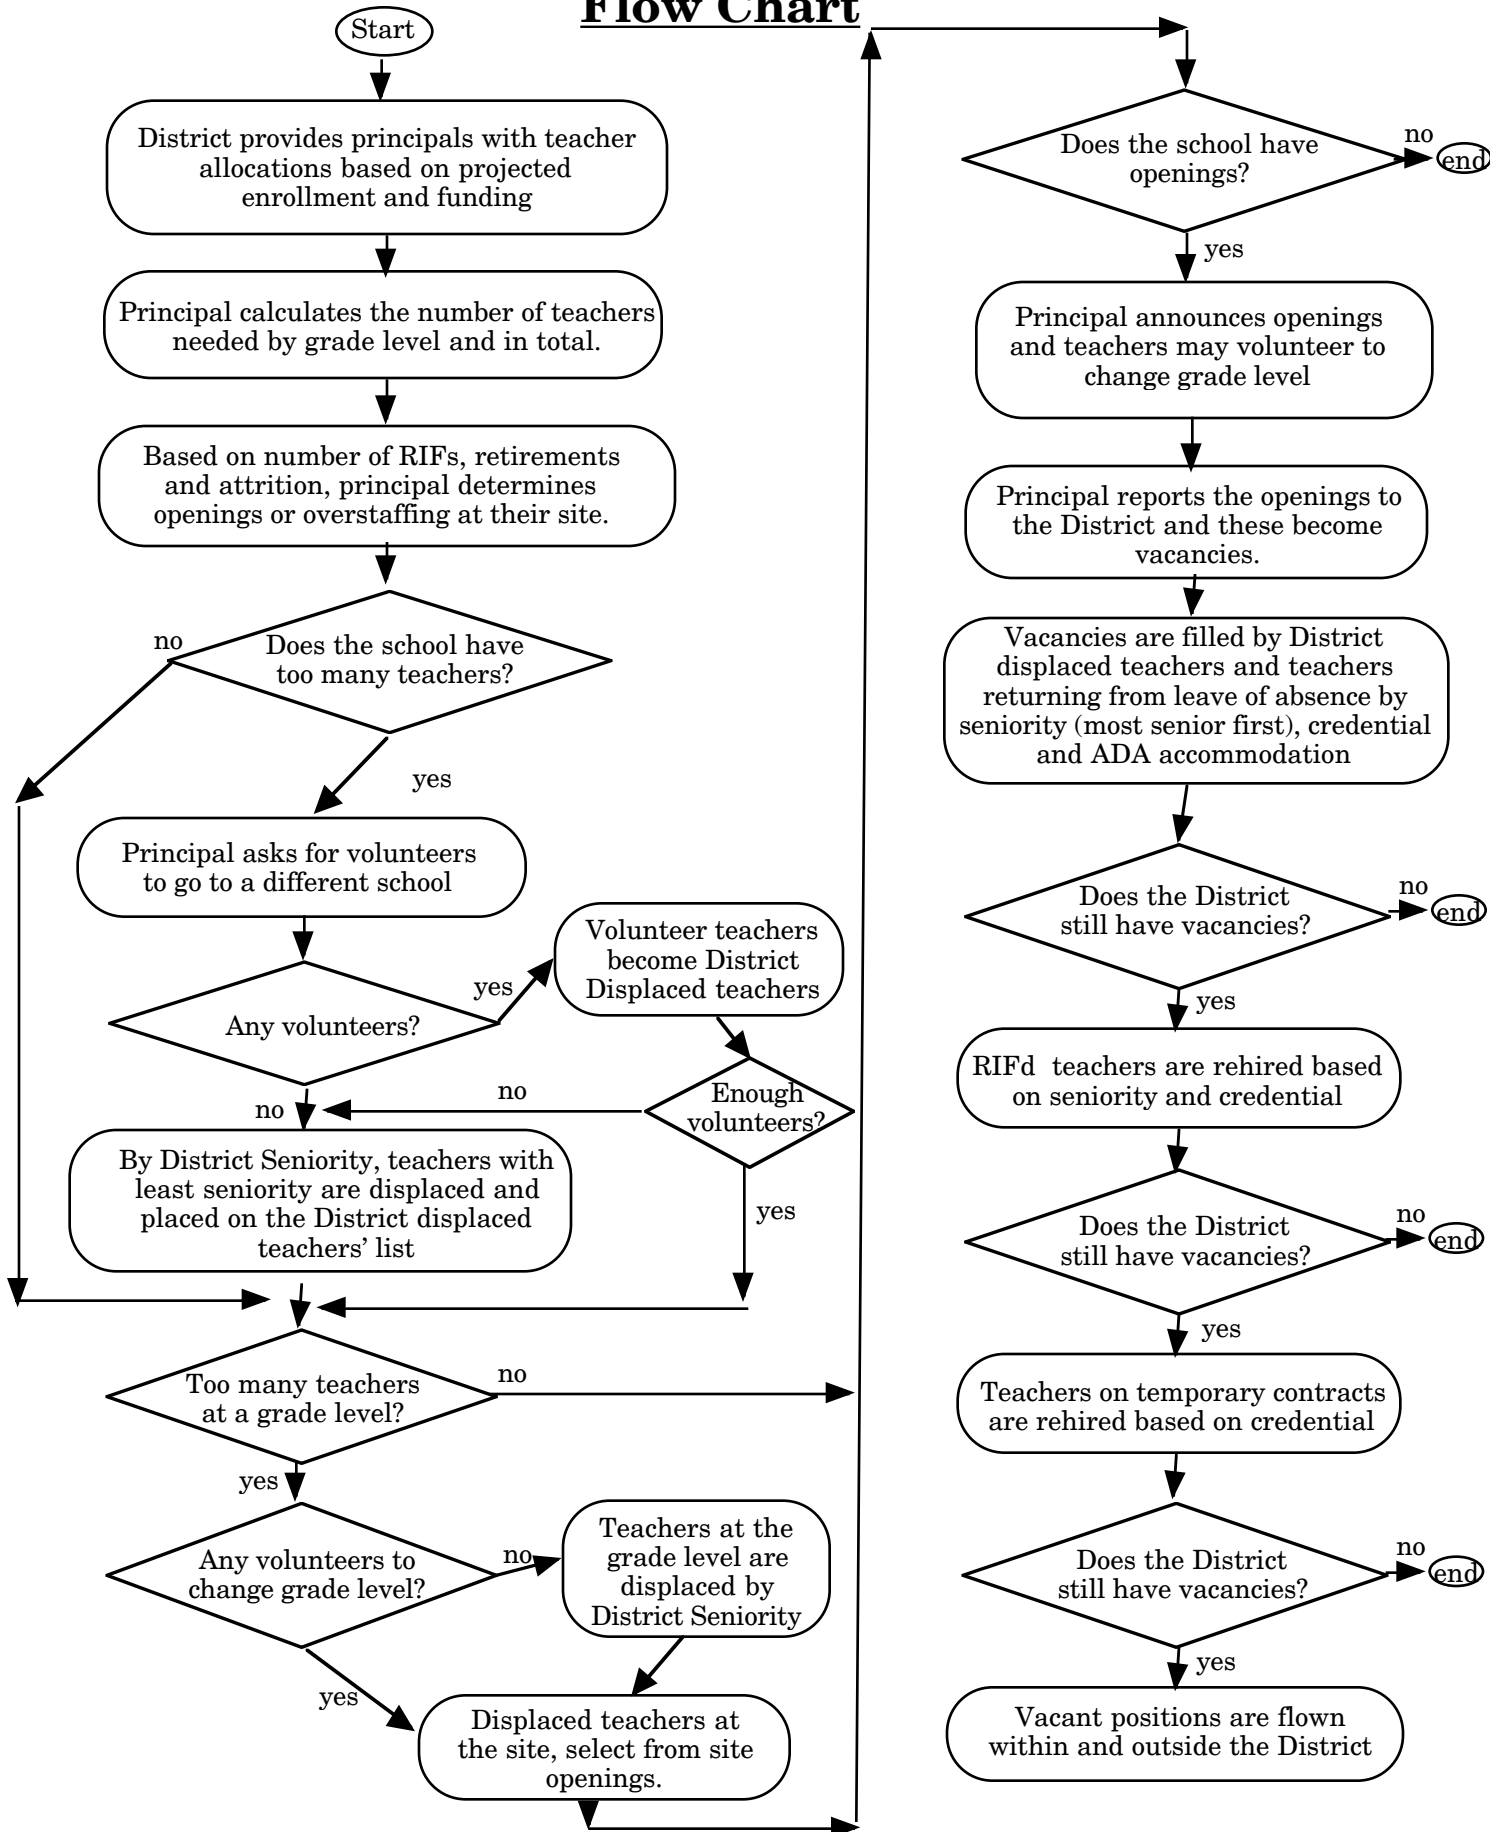 Flow Chart
Start
District provides principals with teacher
allocations based on projected
enrollment and funding
Principal calculates the number of teachers
needed by grade level and in total.
Based on number of RIFs, retirements
and attrition, principal determines
openings or overstaffing at their site.
Does the school have
too many teachers?
no
yes
Principal asks for volunteers
to go to a different school
Any volunteers?
yes
Volunteer teachers
become District
Displaced teachers
Enough
volunteers?
no
no
yes
By District Seniority, teachers with
least seniority are displaced and
placed on the District displaced
teachers’ list
Too many teachers
at a grade level?
no
yes
Any volunteers to
change grade level?
no
Teachers at the
grade level are
displaced by
District Seniority
yes
Displaced teachers at
the site, select from site
openings.
Does the school have
openings?
no
end
yes
Principal announces openings
and teachers may volunteer to
change grade level
Principal reports the openings to
the District and these become
vacancies.
Vacancies are filled by District
displaced teachers and teachers
returning from leave of absence by
seniority (most senior first), credential
and ADA accommodation
Does the District
still have vacancies?
no
end
yes
RIFd  teachers are rehired based
on seniority and credential
Does the District
still have vacancies?
no
end
yes
Teachers on temporary contracts
are rehired based on credential
Does the District
still have vacancies?
no
end
yes
Vacant positions are flown
within and outside the District